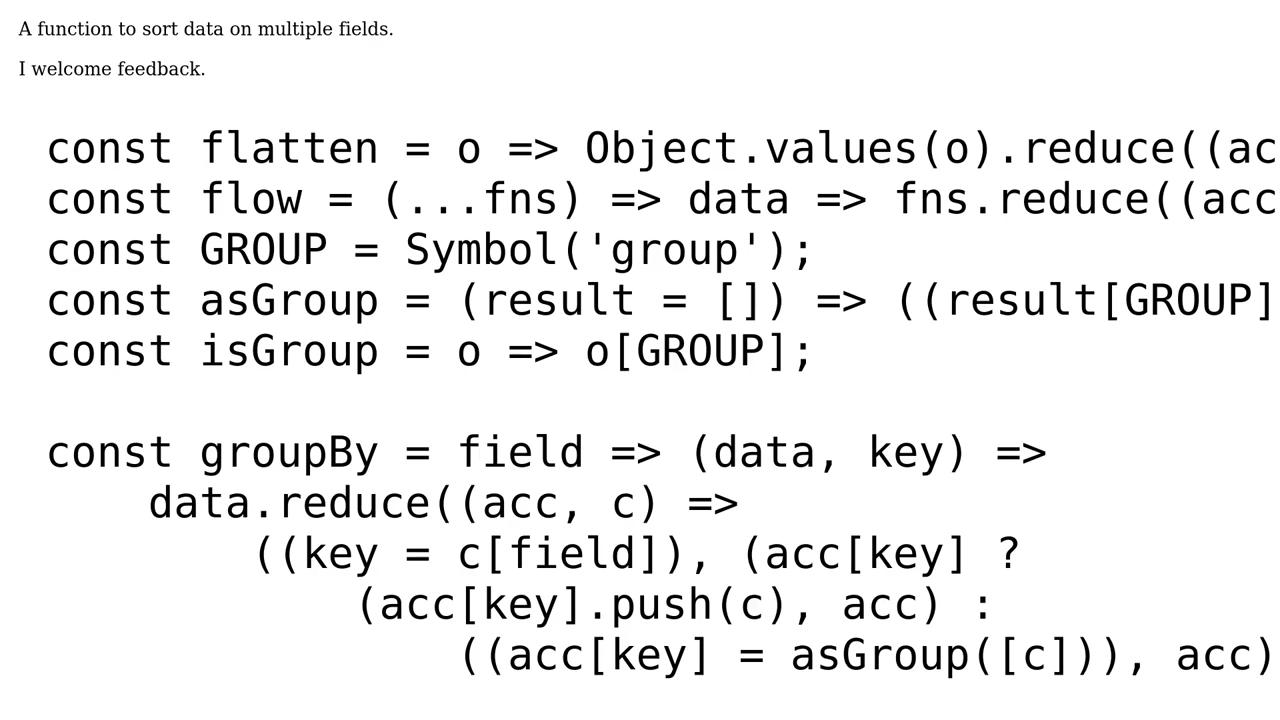 A function to sort data on multiple fields.
I welcome feedback.
const flatten = o => Object.values(o).reduce((ac
const flow = (...fns) => data => fns.reduce((acc
const GROUP = Symbol('group');
const asGroup = (result = []) => ((result[GROUP]
const isGroup = o => o[GROUP];
const groupBy = field => (data, key) =>
data.reduce((acc, c) =>
((key = c[field]), (acc[key] ?
(acc[key].push(c), acc) :
((acc[key] = asGroup([c])), acc)